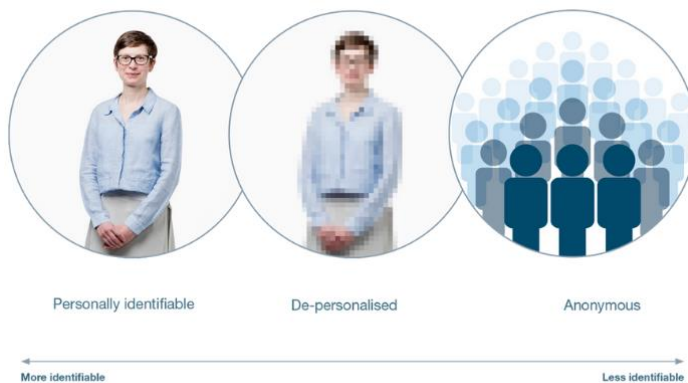 Personally identifiable
De-personalised
Anonymous
More identifiable
Less identifiable